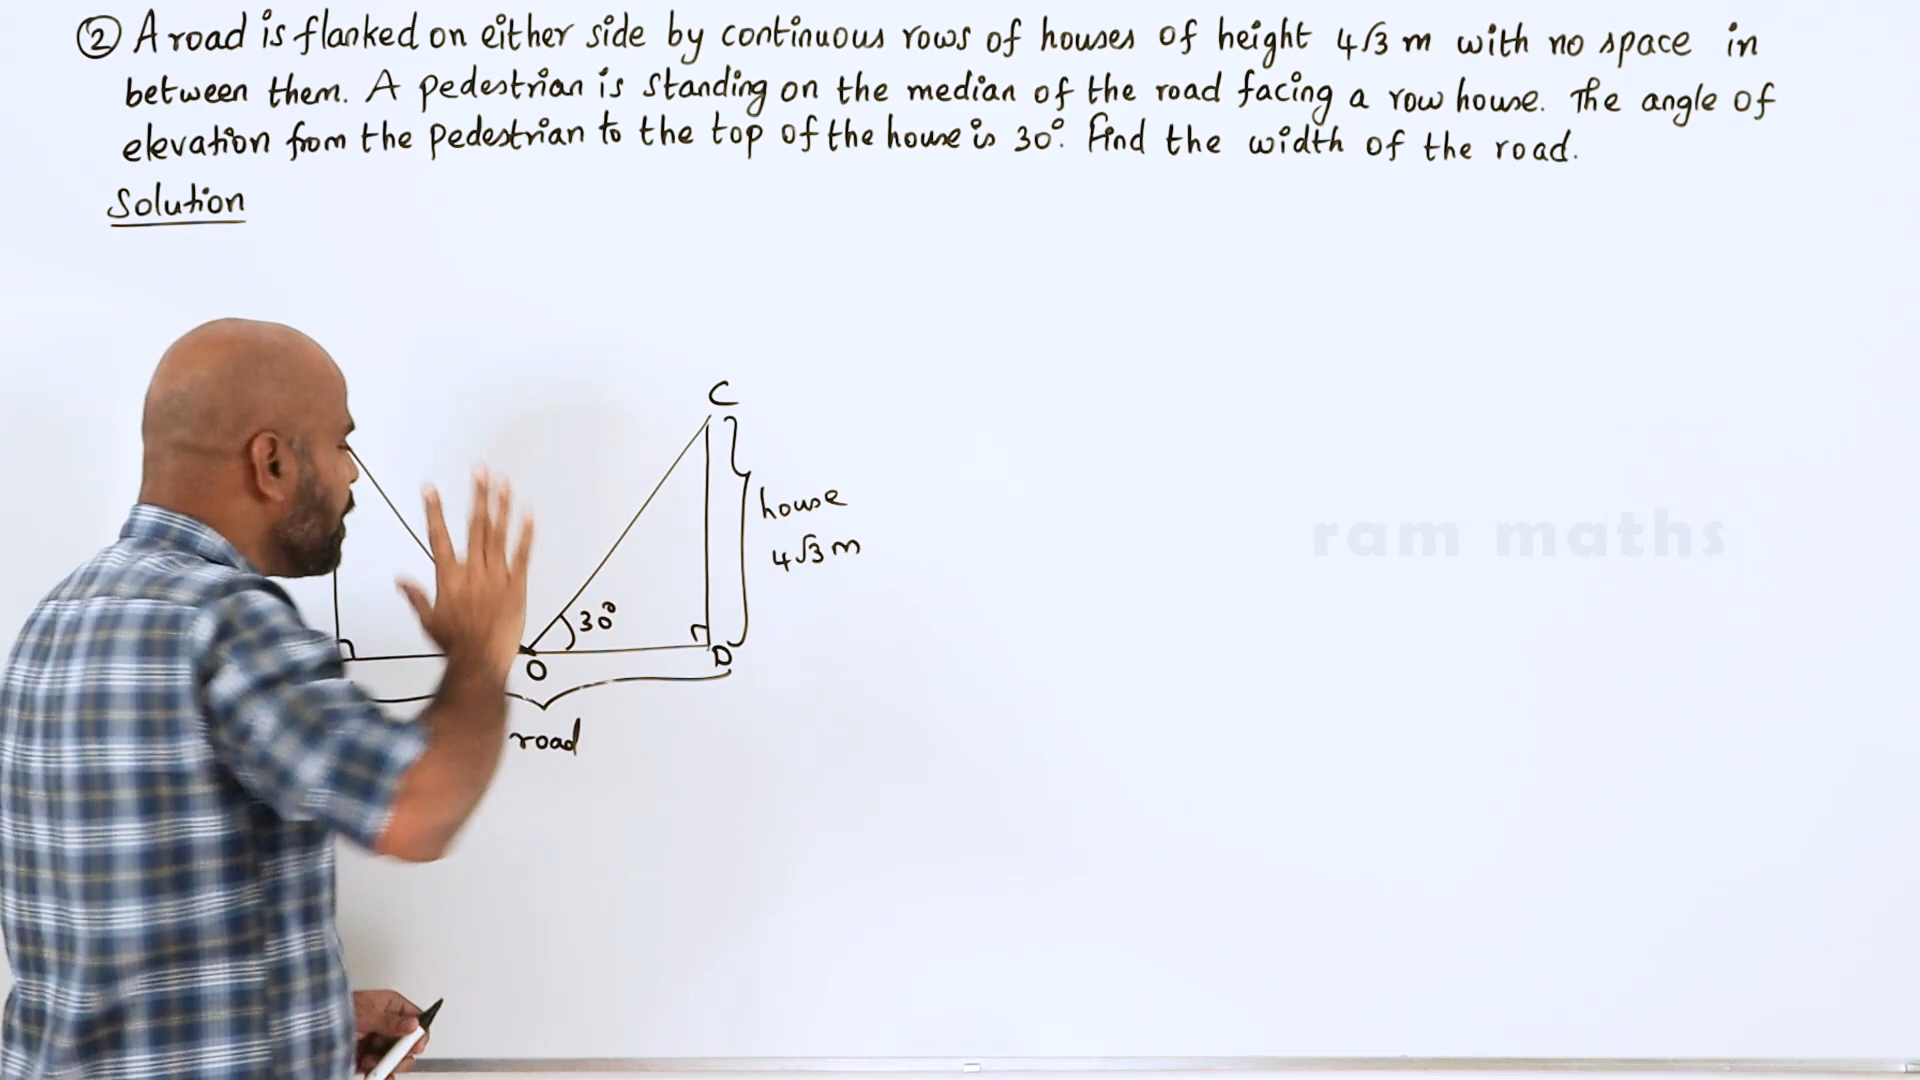 ② A road is flanked on either side by continuous rows of houses of height 4√3 m with no space in
between them. A pedestrian is standing on the median of the road facing a row house. The angle of
elevation from the pedestrian to the top of the house is 30°. Find the width of the road.
Solution
C
house
4√3 m
30°
O
D
road
ram maths